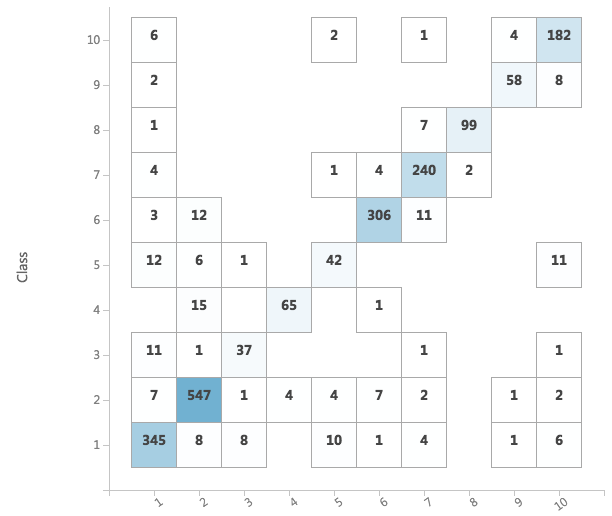 10 6 2 1 4 182
9 2 58 8
8 1 7 99
7 4 1 4 240 2
6 3 12 306 11
Class
5 12 6 1 42 11
4 15 65 1
3 11 1 37 1 1
2 7 547 1 4 4 7 2 1 2
1 345 8 8 10 1 4 1 6
1 2 3 4 5 6 7 8 9 10